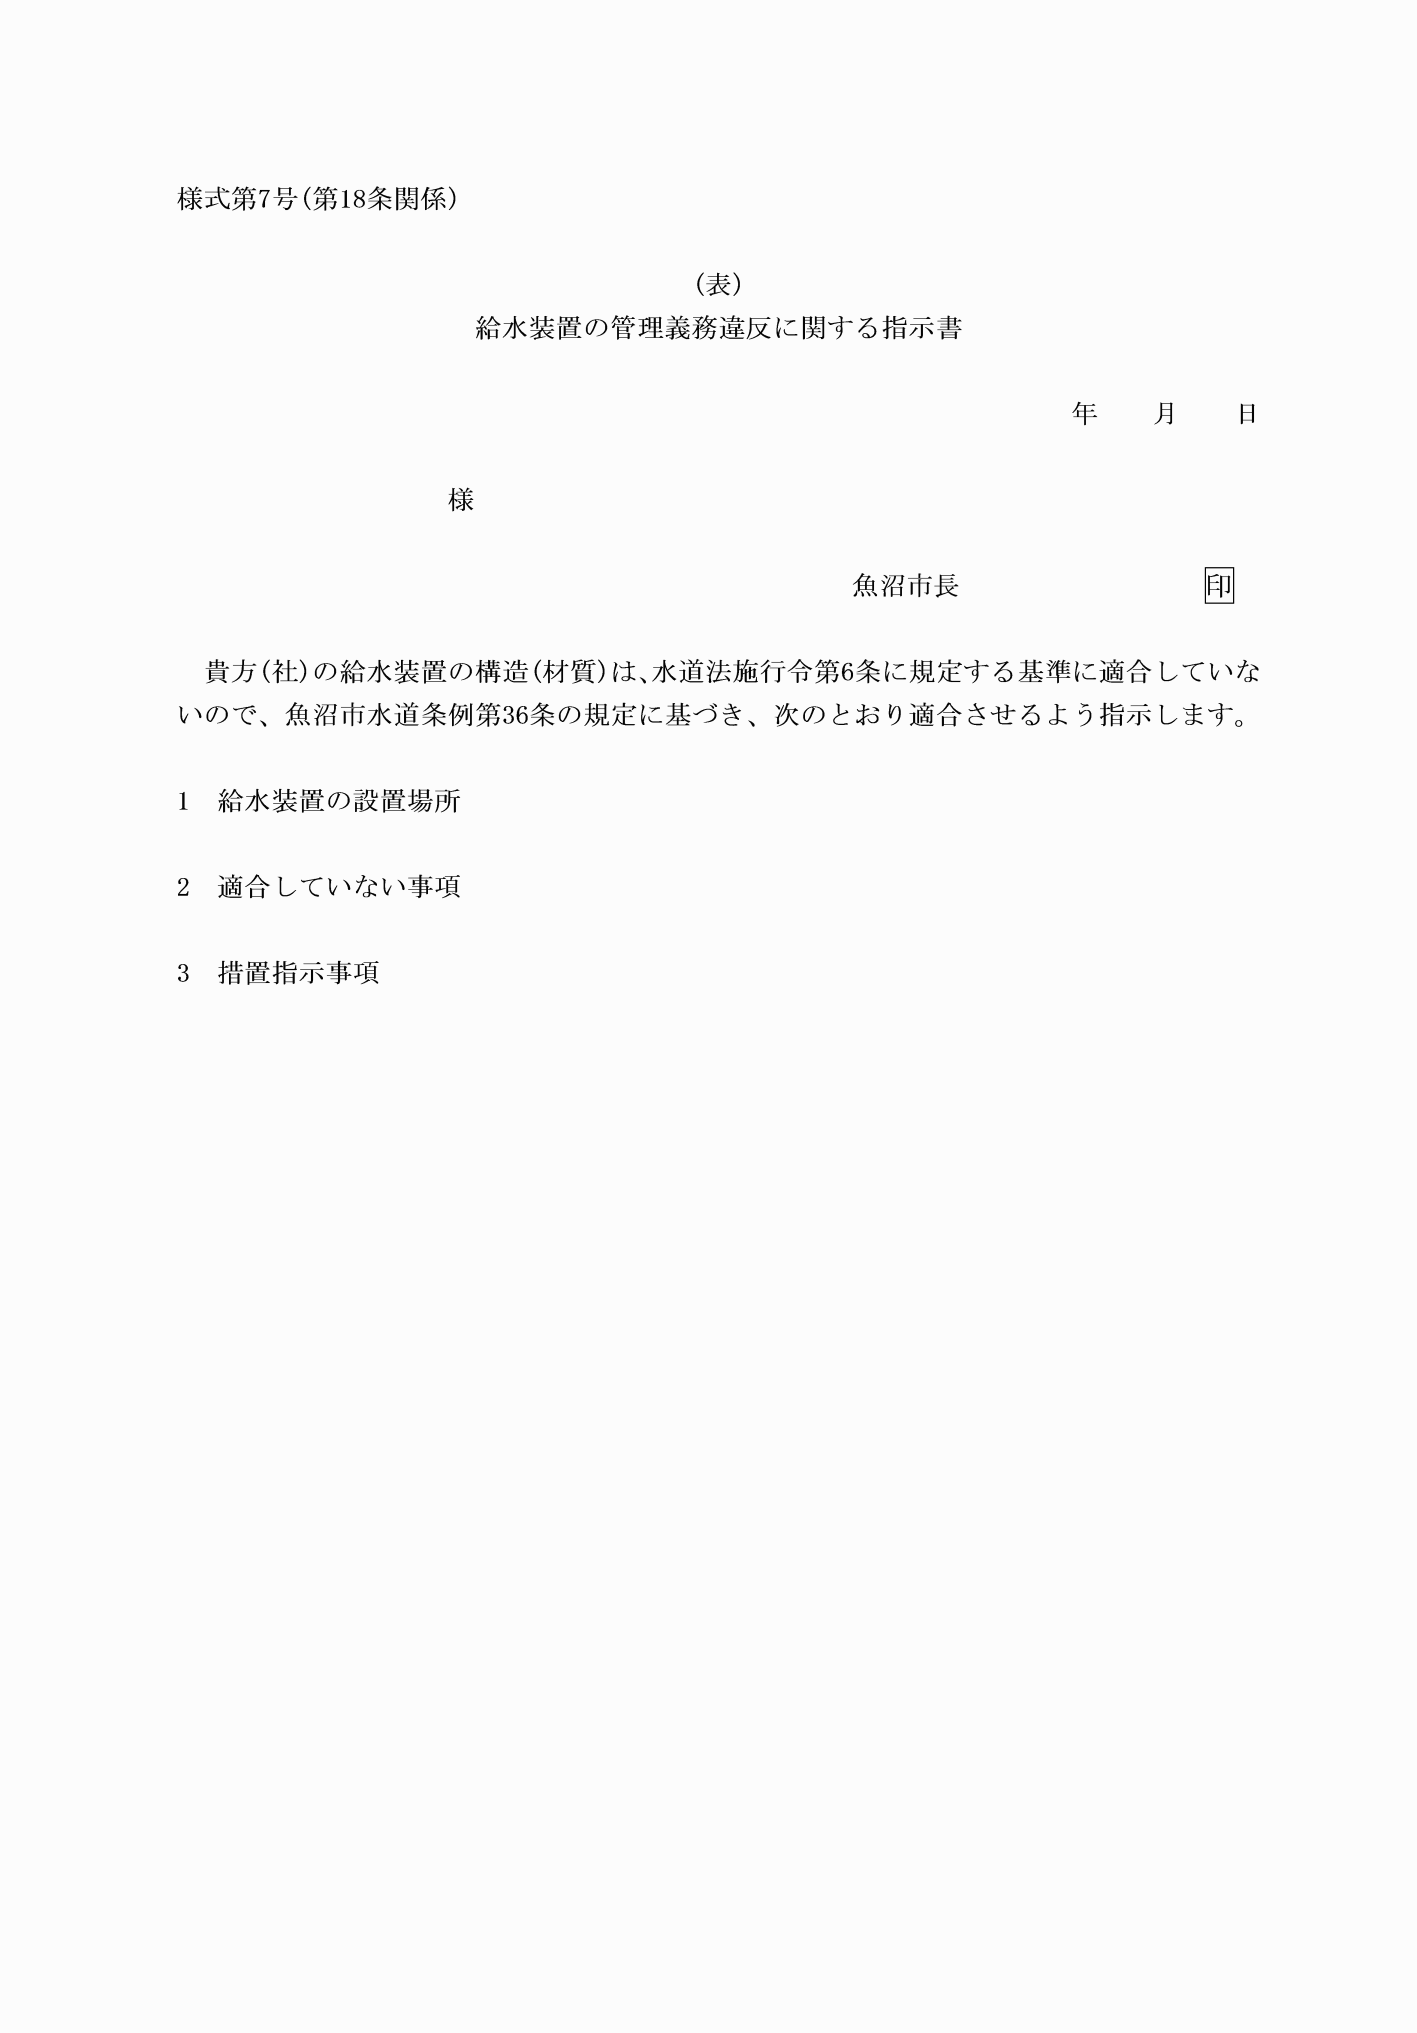 様式第7号(第18条関係)
(表)
給水装置の管理義務違反に関する指示書
年　　月　　日
様
魚沼市長　　　　　　　　　印
　貴方(社)の給水装置の構造(材質)は、水道法施行令第6条に規定する基準に適合していな
いので、魚沼市水道条例第36条の規定に基づき、次のとおり適合させるよう指示します。
1　給水装置の設置場所
2　適合していない事項
3　措置指示事項